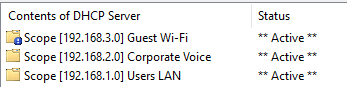 Contents of DHCP Server Status
Scope [192.168.3.0] Guest Wi-Fi ** Active **
Scope [192.168.2.0] Corporate Voice ** Active **
Scope [192.168.1.0] Users LAN ** Active **